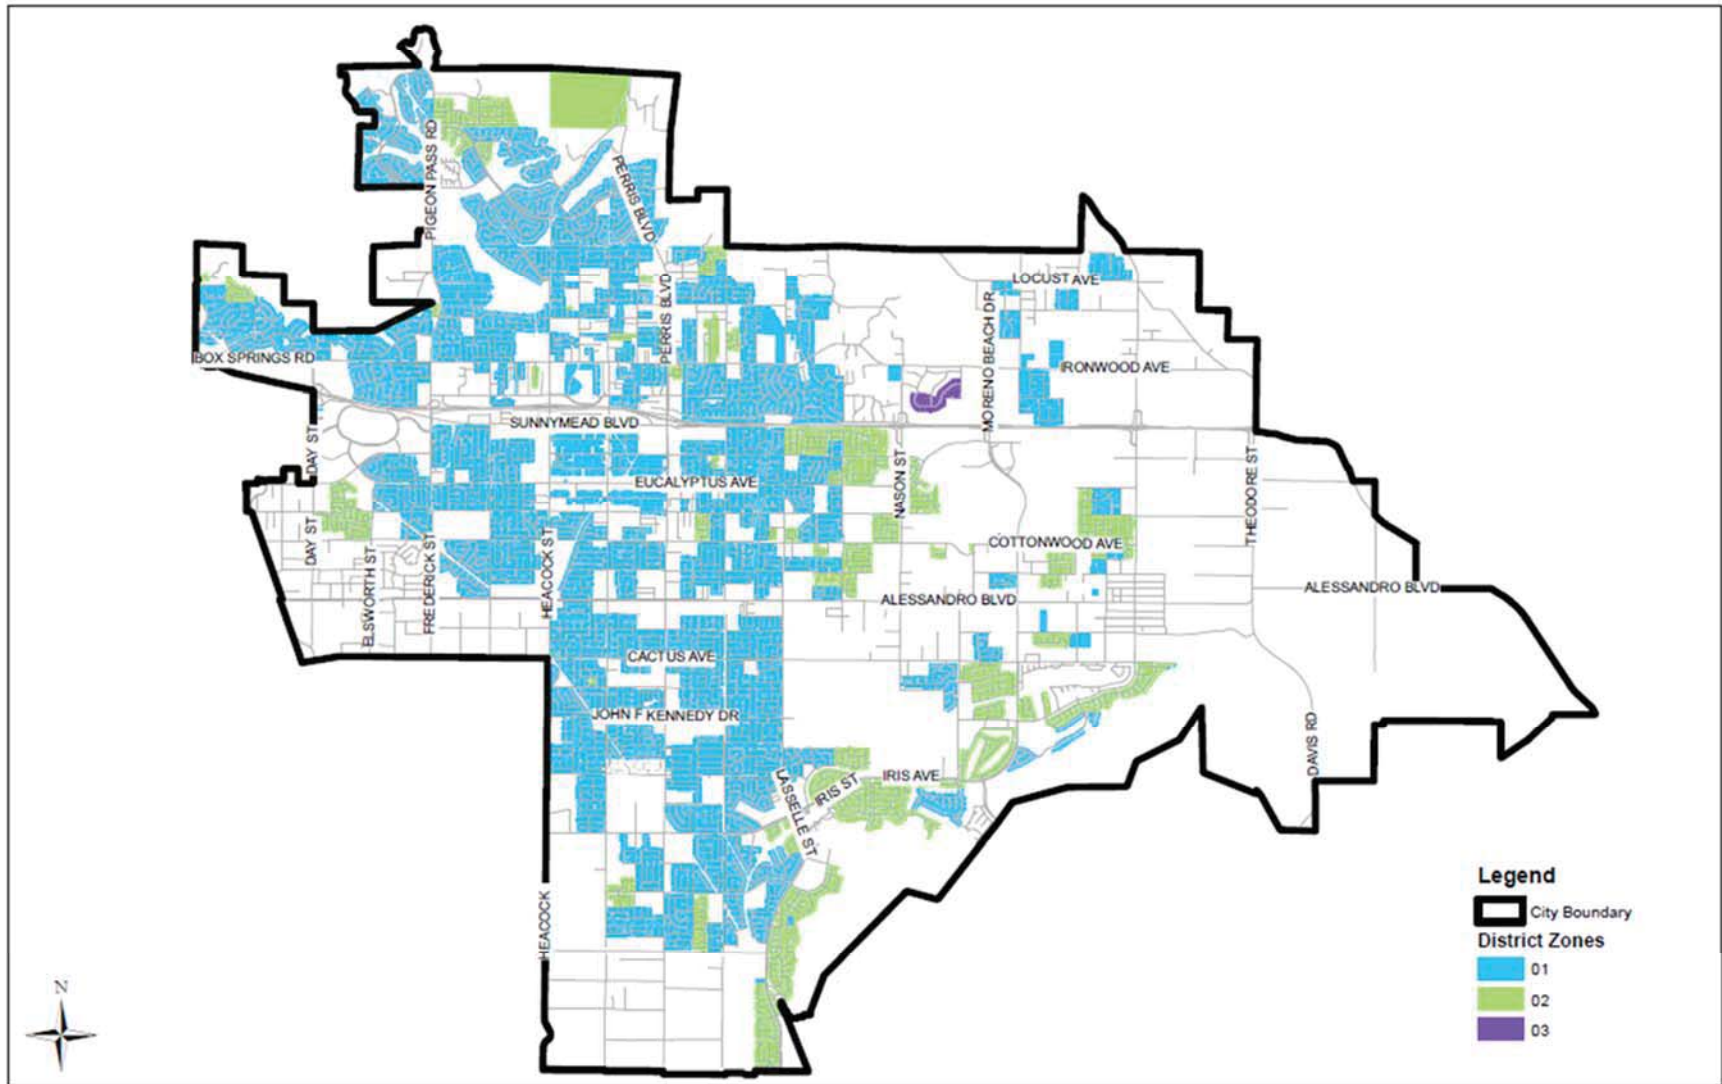 PIGEON PASS RD
PERRIS BLVD
LOCUST AVE
PERRIS BLVD
MORENO BEACH DR
BOX SPRINGS RD
IRONWOOD AVE
SUNNYMEAD BLVD
DAY ST
NASON ST
THEODORE ST
EUCALYPTUS AVE
DAY ST
ELSWORTH ST
FREDERICK ST
HEACOCK ST
COTTONWOOD AVE
ALESSANDRO BLVD
ALESSANDRO BLVD
CACTUS AVE
JOHN F KENNEDY DR
DAVIS RD
LASSELLE ST
IRIS ST
IRIS AVE
HEACOCK
Legend
City Boundary
District Zones
01
02
03
N